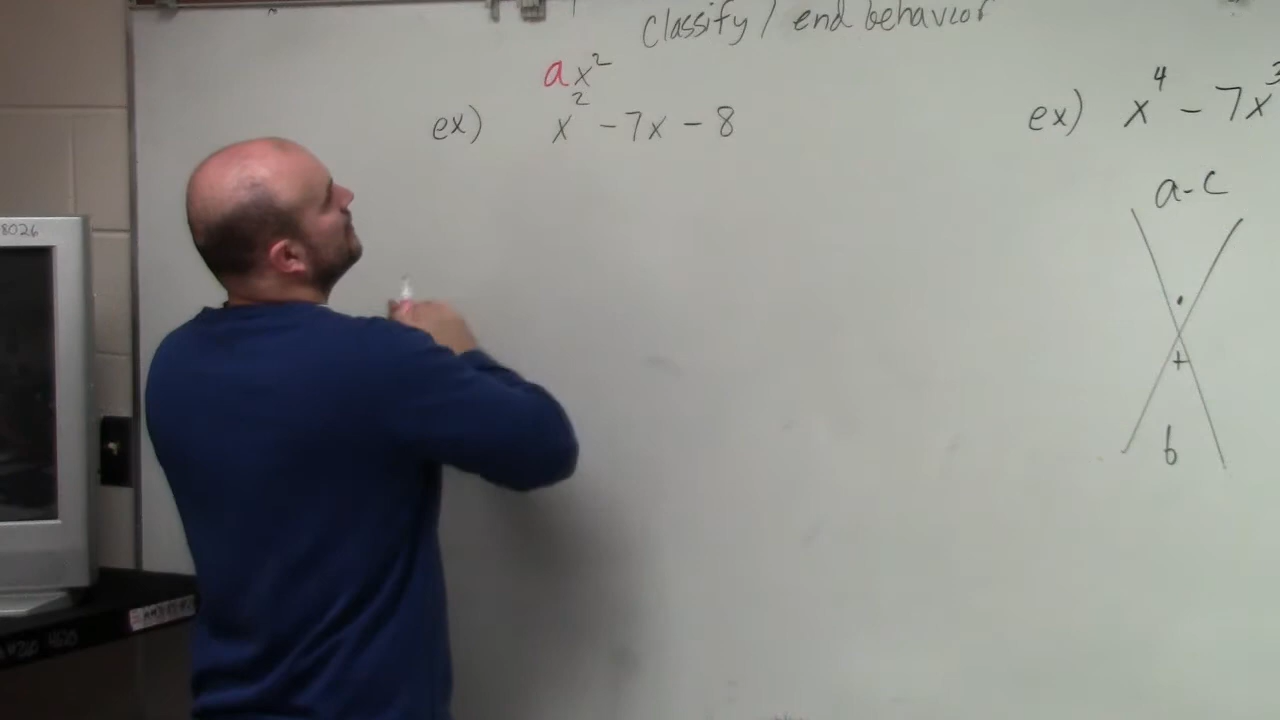 Classify / end behavior
ax²
ex) x² - 7x - 8
ex) x⁴ - 7x³
a-c
·
+
b
8026